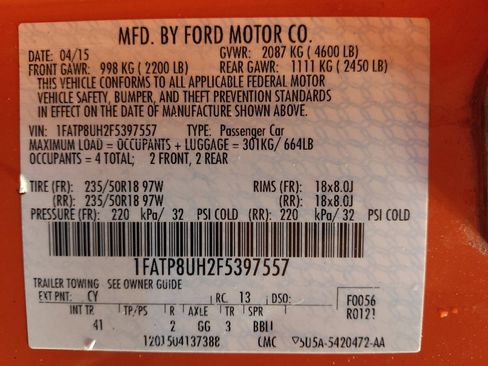 MFD. BY FORD MOTOR CO.
DATE: 04/15 GVWR: 2087 KG (4600 LB)
FRONT GAWR: 998 KG (2200 LB) REAR GAWR: 1111 KG (2450 LB)
THIS VEHICLE CONFORMS TO ALL APPLICABLE FEDERAL MOTOR
VEHICLE SAFETY, BUMPER, AND THEFT PREVENTION STANDARDS
IN EFFECT ON THE DATE OF MANUFACTURE SHOWN ABOVE.
VIN: 1FATP8UH2F5397557 TYPE: Passenger Car
MAXIMUM LOAD = OCCUPANTS + LUGGAGE = 301KG/ 664LB
OCCUPANTS = 4 TOTAL; 2 FRONT, 2 REAR
TIRE (FR): 235/50R18 97W RIMS (FR): 18x8.0J
(RR): 235/50R18 97W (RR): 18x8.0J
PRESSURE (FR): 220 kPa/ 32 PSI COLD (RR): 220 kPa/ 32 PSI COLD
1FATP8UH2F5397557
TRAILER TOWING SEE OWNER GUIDE
EXT PNT: CY RC: 13 DSO: F0056
INT TR TP/PS R AXLE TR SPR R0121
41 2 GG 3 BBLL
1201504137388 CMC 5U5A-5420472-AA